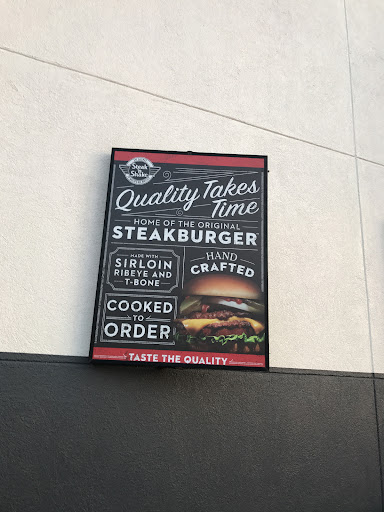 Steak
n
Shake
Quality Takes
Time
HOME OF THE ORIGINAL
STEAKBURGER
MADE WITH
SIRLOIN
RIBEYE AND
T-BONE
HAND
CRAFTED
COOKED
TO
ORDER
TASTE THE QUALITY